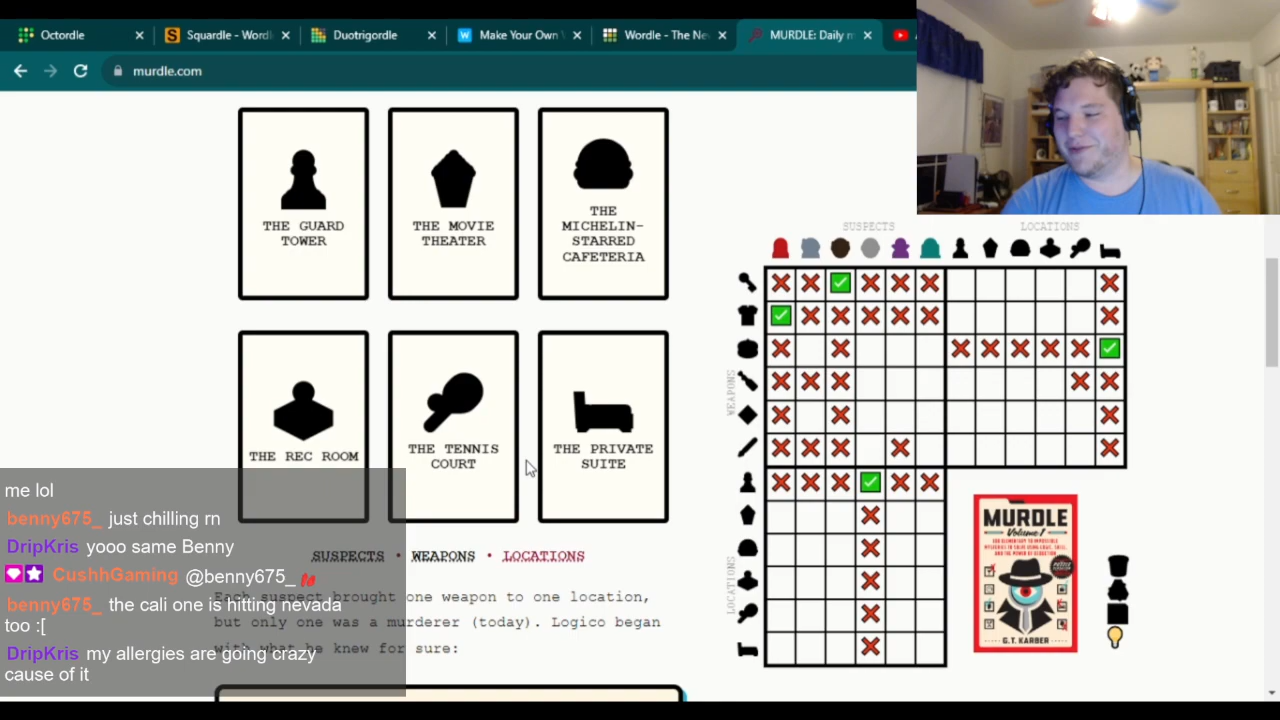 Octordle
Squardle - Wordl
Duotrigordle
Make Your Own
Wordle - The Ne
MURDLE: Daily m
murdle.com
THE GUARD
TOWER
THE MOVIE
THEATER
THE
MICHELIN-
STARRED
CAFETERIA
THE REC ROOM
THE TENNIS
COURT
THE PRIVATE
SUITE
SUSPECTS • WEAPONS • LOCATIONS
Each suspect brought one weapon to one location,
but only one was a murderer (today). Logico began
with what he knew for sure:
SUSPECTS
LOCATIONS
WEAPONS
LOCATIONS
MURDLE
Volume 1
G.T. KARBER
me lol
benny675_ just chilling rn
DripKris yooo same Benny
CushhGaming @benny675_
benny675_ the cali one is hitting nevada
too :[
DripKris my allergies are going crazy
cause of it